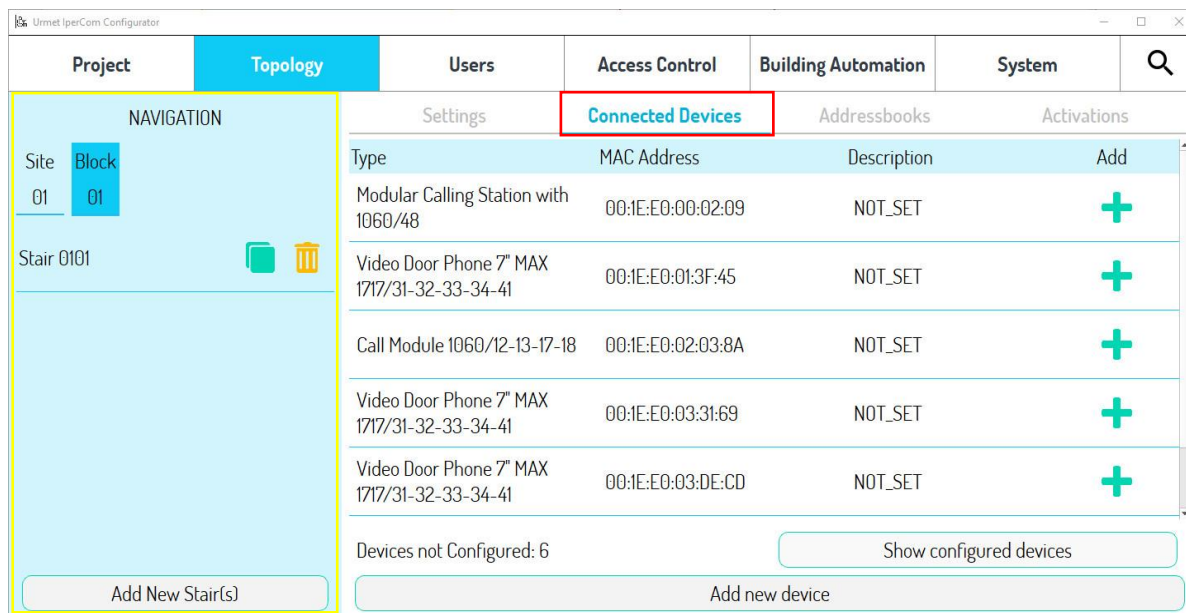 Urmet IperCom Configurator
Project Topology Users Access Control Building Automation System
NAVIGATION
Settings Connected Devices Addressbooks Activations
Site Block
01 01
Stair 0101
Type MAC Address Description Add
Modular Calling Station with
1060/48
00:1E:E0:00:02:09 NOT_SET
Video Door Phone 7" MAX
1717/31-32-33-34-41
00:1E:E0:01:3F:45 NOT_SET
Call Module 1060/12-13-17-18 00:1E:E0:02:03:8A NOT_SET
Video Door Phone 7" MAX
1717/31-32-33-34-41
00:1E:E0:03:31:69 NOT_SET
Video Door Phone 7" MAX
1717/31-32-33-34-41
00:1E:E0:03:DE:CD NOT_SET
Devices not Configured: 6 Show configured devices
Add New Stair(s) Add new device